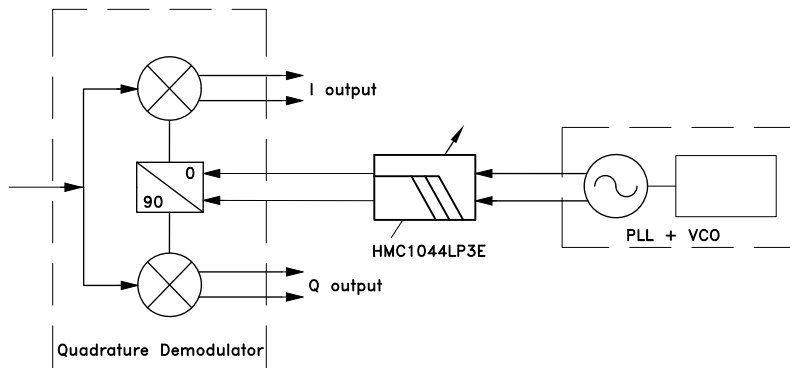 I output
0
90
HMC1044LP3E
PLL + VCO
Q output
Quadrature Demodulator